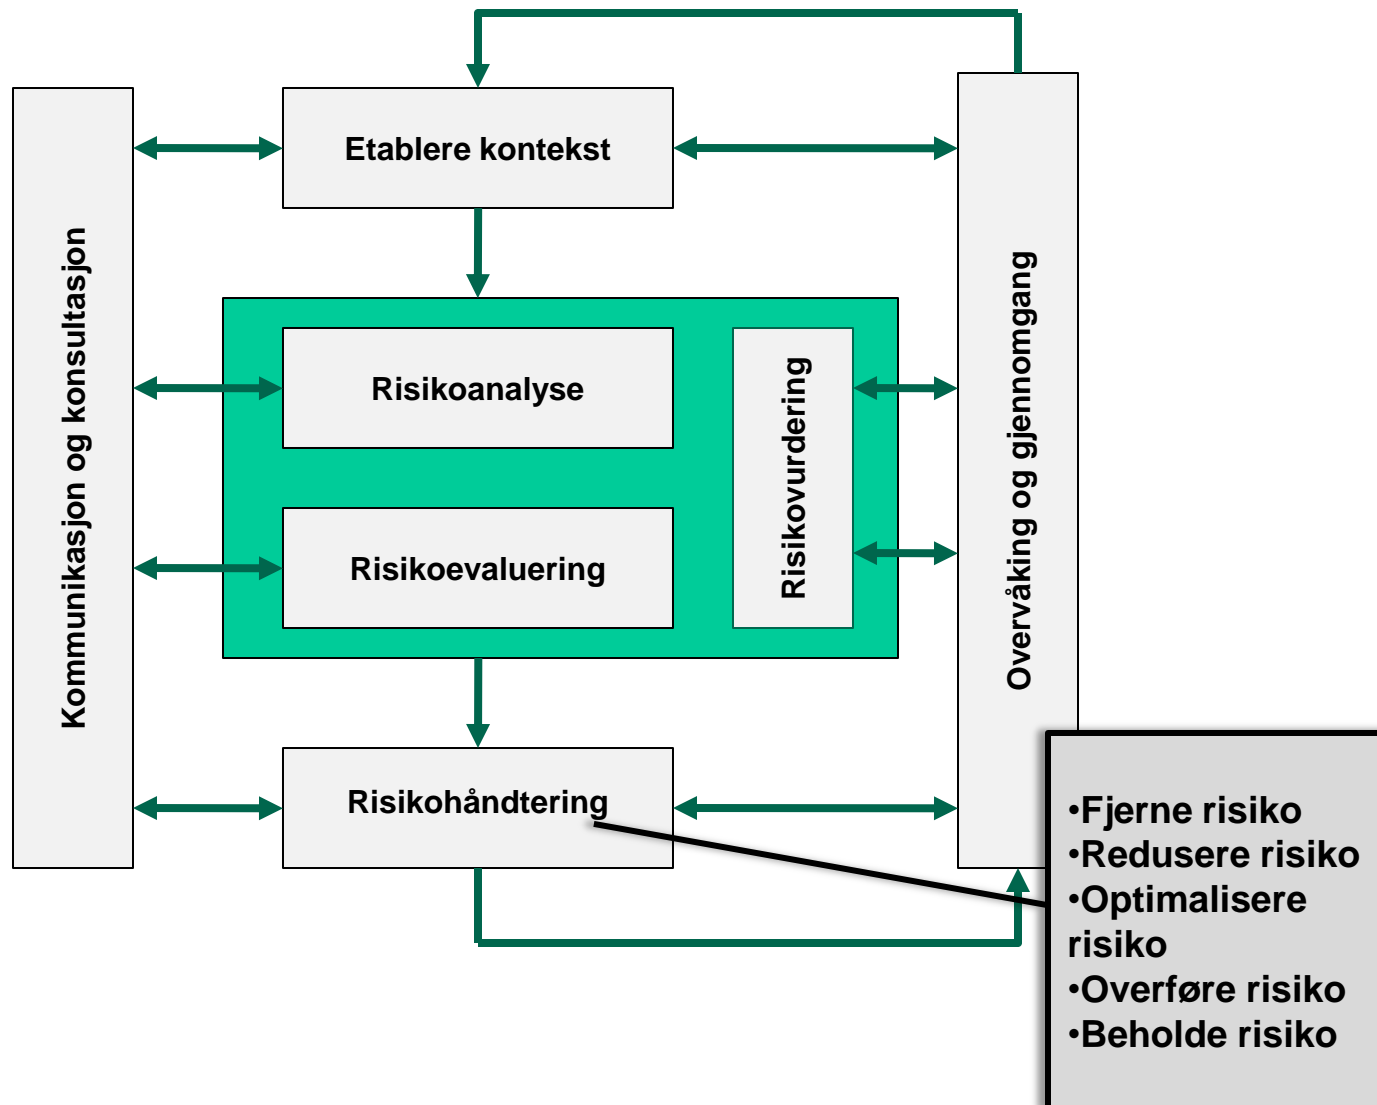 Etablere kontekst
Kommunikasjon og konsultasjon
Risikoanalyse
Risikoevaluering
Risikovurdering
Overvåking og gjennomgang
Risikohåndtering
•Fjerne risiko
•Redusere risiko
•Optimalisere
risiko
•Overføre risiko
•Beholde risiko